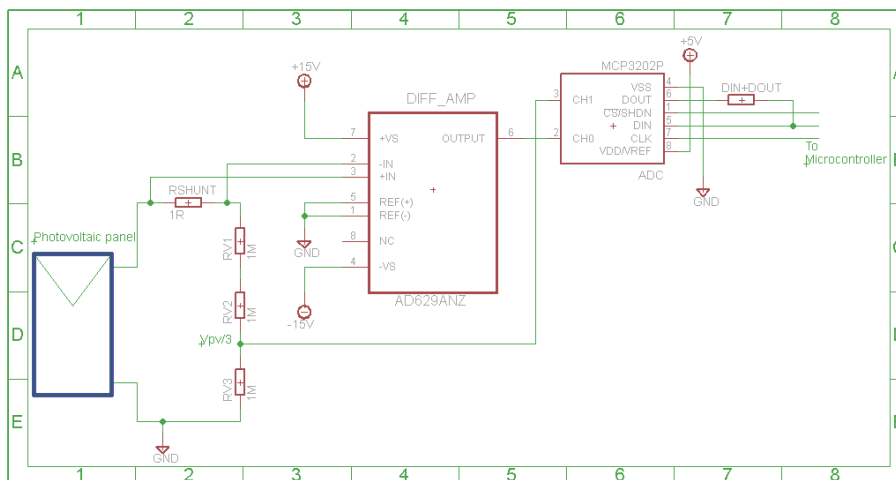 1 2 3 4 5 6 7 8
+5V
A
+15V
MCP3202P
A
DIFF_AMP
VSS 4
DIN+DOUT
3 CH1
DOUT 6
CS/SHDN 1
DIN 5
7 +VS
OUTPUT 6
2 CH0
CLK 7
To
Microcontroller
B
VDD/VREF 8
2 -IN
3 +IN
ADC
RSHUNT
1R
5 REF(+)
1 REF(-)
GND
Photovoltaic panel
C
RV1
1M
GND
8 NC
C
4 -VS
RV2
1M
AD629ANZ
-15V
D
Vpv/3
RV3
1M
E
GND
1 2 3 4 5 6 7 8